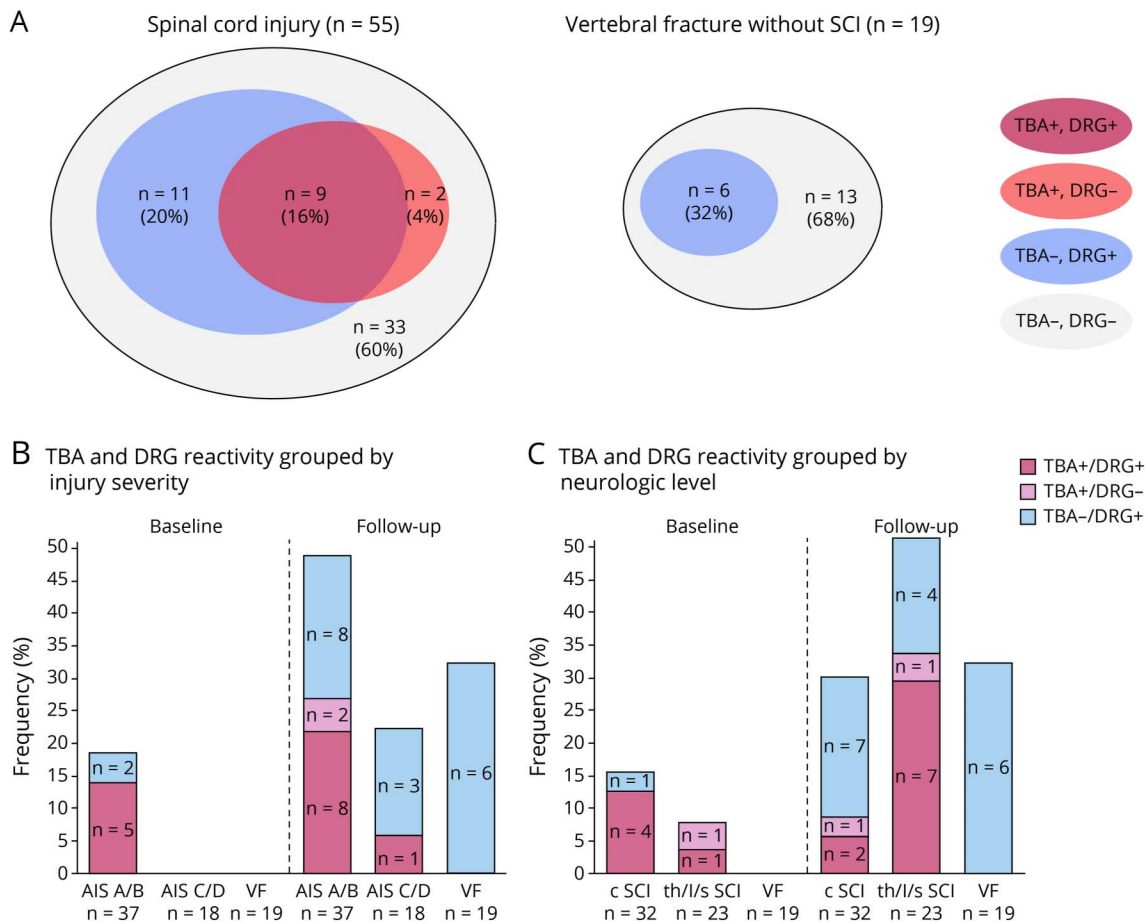 A
Spinal cord injury (n = 55)
Vertebral fracture without SCI (n = 19)
n = 11
(20%)
n = 9
(16%)
n = 2
(4%)
n = 33
(60%)
n = 6
(32%)
n = 13
(68%)
TBA+, DRG+
TBA+, DRG–
TBA–, DRG+
TBA–, DRG–
B TBA and DRG reactivity grouped by
injury severity
Baseline
Follow-up
Frequency (%)
50
45
40
35
30
25
20
15
10
5
0
n = 2
n = 5
n = 8
n = 2
n = 8
n = 3
n = 1
n = 6
AIS A/B AIS C/D VF AIS A/B AIS C/D VF
n = 37 n = 18 n = 19 n = 37 n = 18 n = 19
C TBA and DRG reactivity grouped by
neurologic level
Baseline
Follow-up
Frequency (%)
50
45
40
35
30
25
20
15
10
5
0
n = 1
n = 4
n = 1
n = 1
n = 7
n = 1
n = 2
n = 4
n = 1
n = 7
n = 6
c SCI th/l/s SCI VF c SCI th/l/s SCI VF
n = 32 n = 23 n = 19 n = 32 n = 23 n = 19
TBA+/DRG+
TBA+/DRG–
TBA–/DRG+